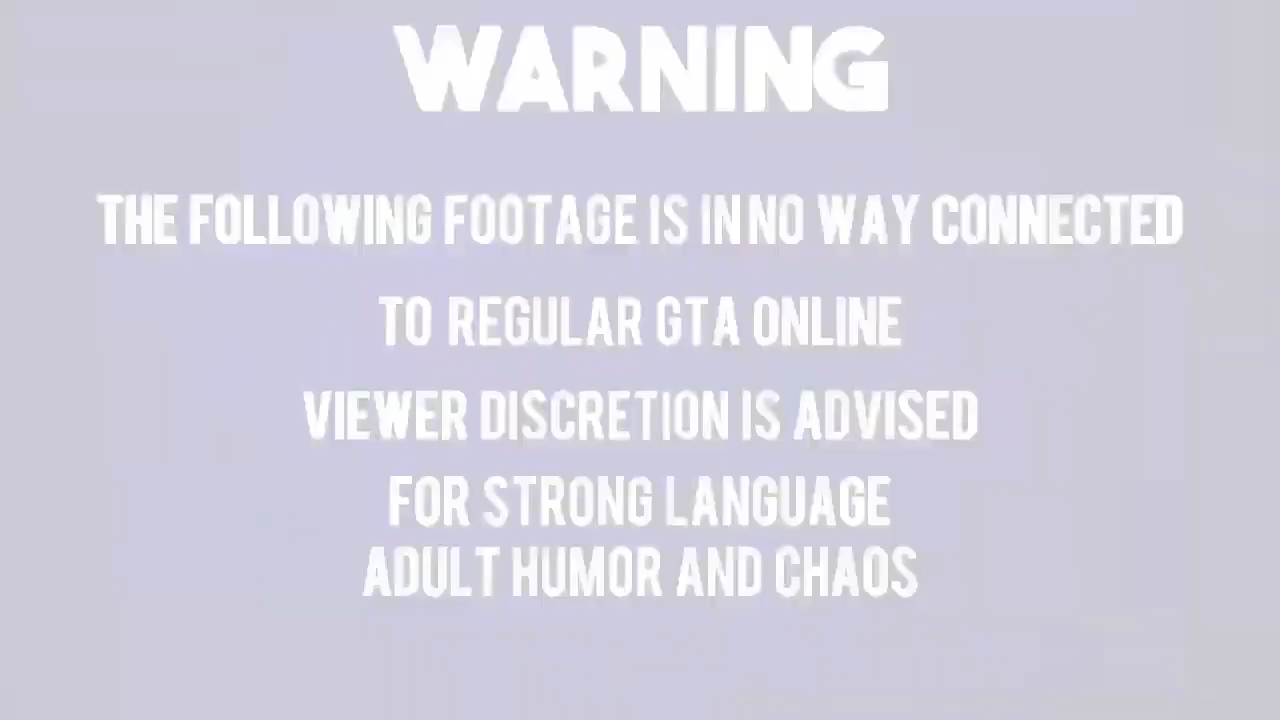 WARNING
THE FOLLOWING FOOTAGE IS IN NO WAY CONNECTED
TO REGULAR GTA ONLINE
VIEWER DISCRETION IS ADVISED
FOR STRONG LANGUAGE
ADULT HUMOR AND CHAOS